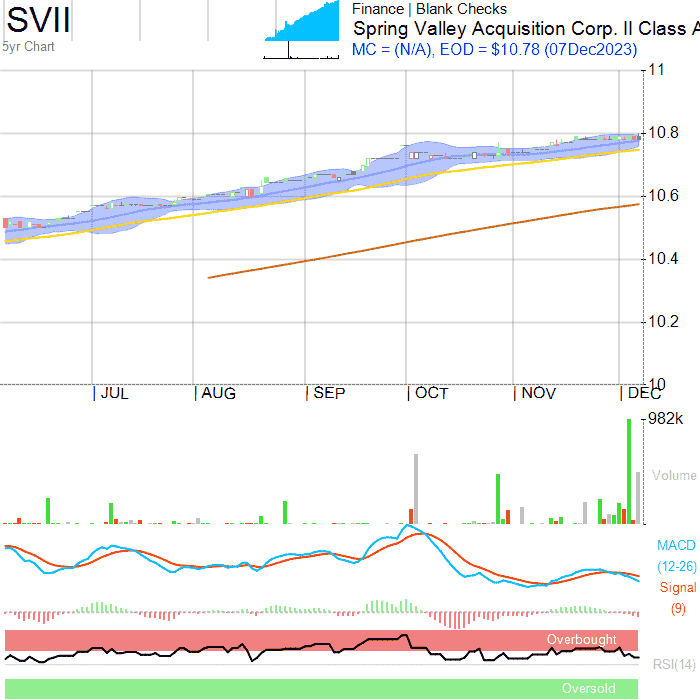 SVII
5yr Chart
Finance | Blank Checks
Spring Valley Acquisition Corp. II Class A
MC = (N/A), EOD = $10.78 (07Dec2023)
11
10.8
10.6
10.4
10.2
10
JUL
AUG
SEP
OCT
NOV
DEC
982k
Volume
MACD
(12-26)
Signal
(9)
Overbought
RSI(14)
Oversold